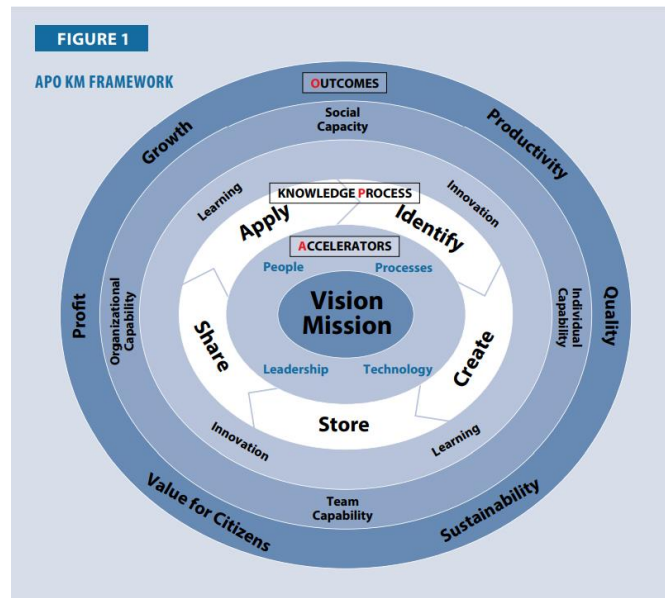 FIGURE 1
APO KM FRAMEWORK
OUTCOMES
Social
Capacity
Growth
Productivity
Learning
Innovation
KNOWLEDGE PROCESS
Apply
Identify
ACCELERATORS
People
Processes
Vision
Mission
Profit
Organizational
Capability
Individual
Capability
Quality
Share
Create
Leadership
Technology
Store
Innovation
Learning
Team
Capability
Value for Citizens
Sustainability